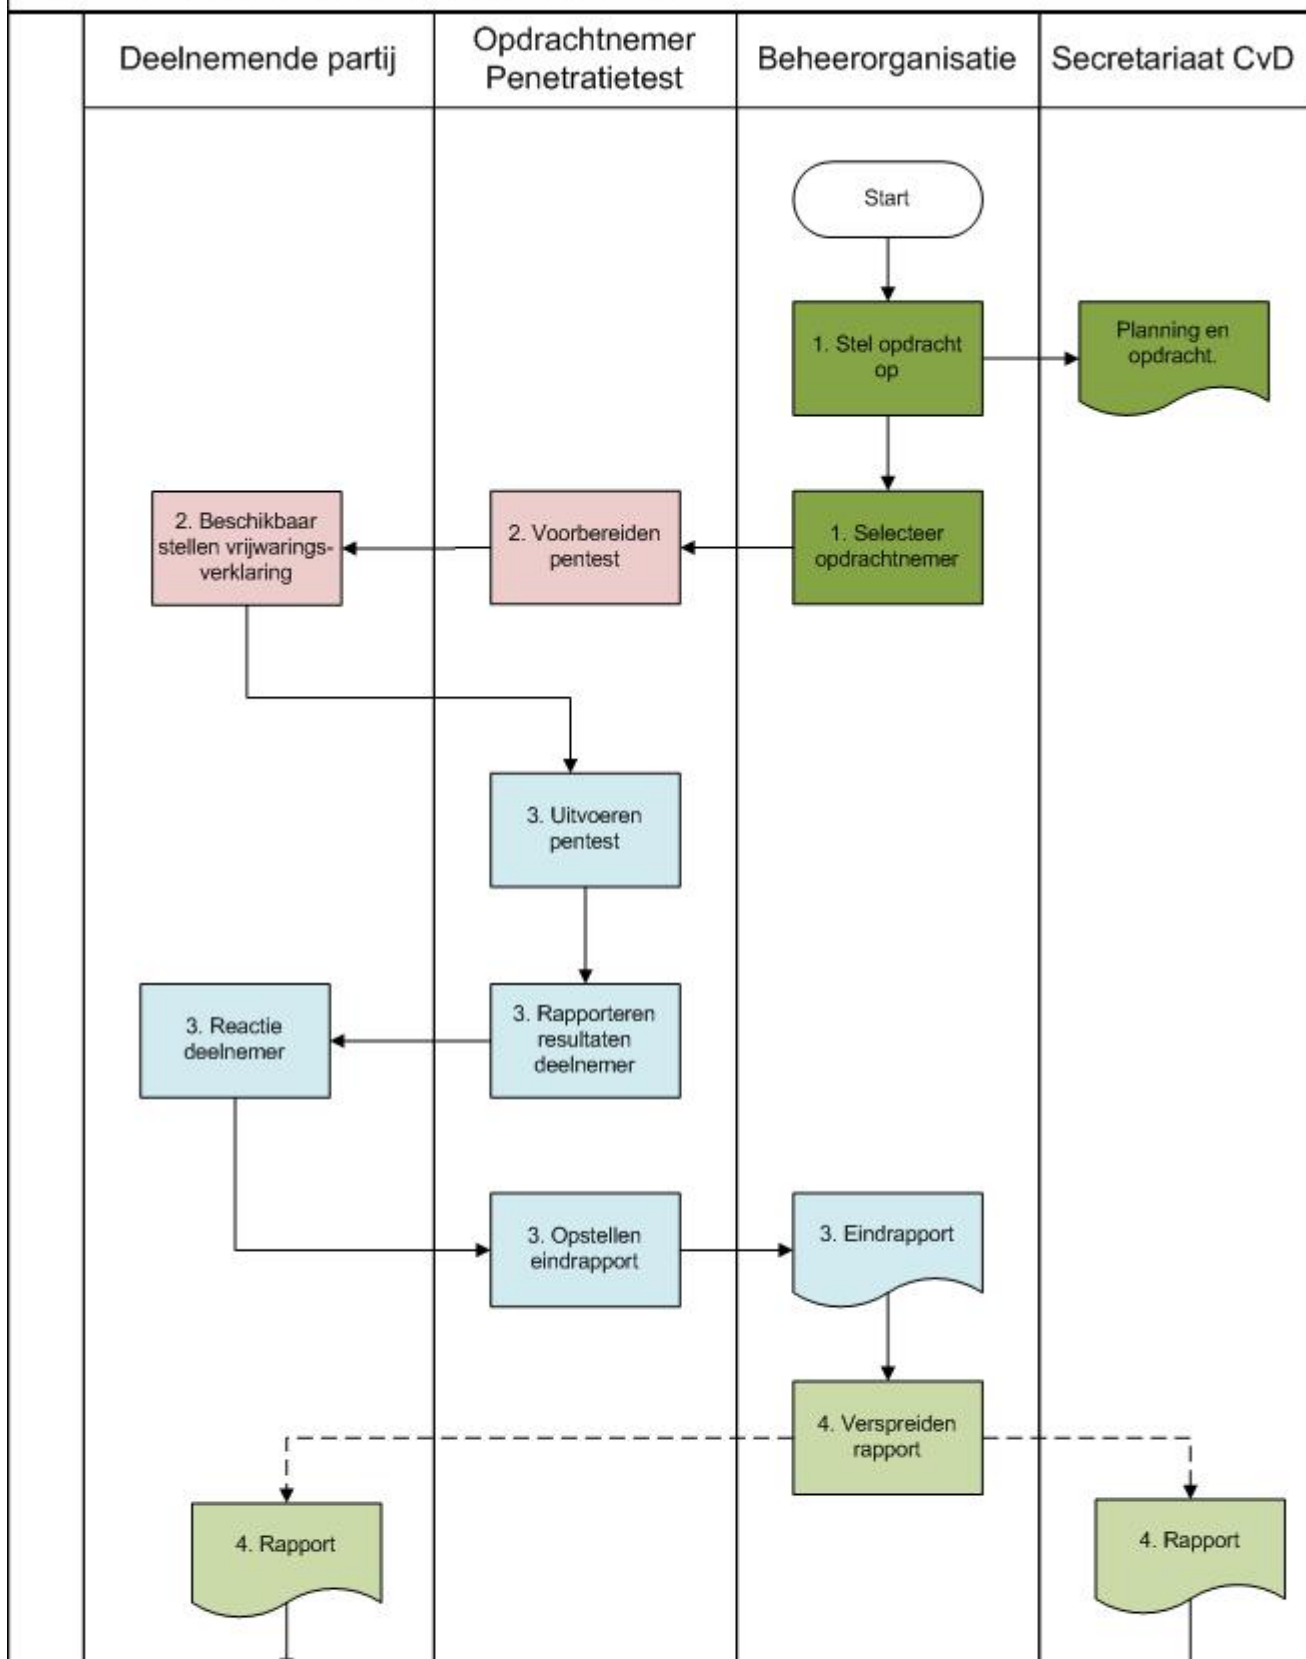 Deelnemende partij
Opdrachtnemer
Penetratietest
Beheerorganisatie
Secretariaat CvD
Start
1. Stel opdracht
op
Planning en
opdracht.
2. Beschikbaar
stellen vrijwarings-
verklaring
2. Voorbereiden
pentest
1. Selecteer
opdrachtnemer
3. Uitvoeren
pentest
3. Reactie
deelnemer
3. Rapporteren
resultaten
deelnemer
3. Opstellen
eindrapport
3. Eindrapport
4. Verspreiden
rapport
4. Rapport
4. Rapport